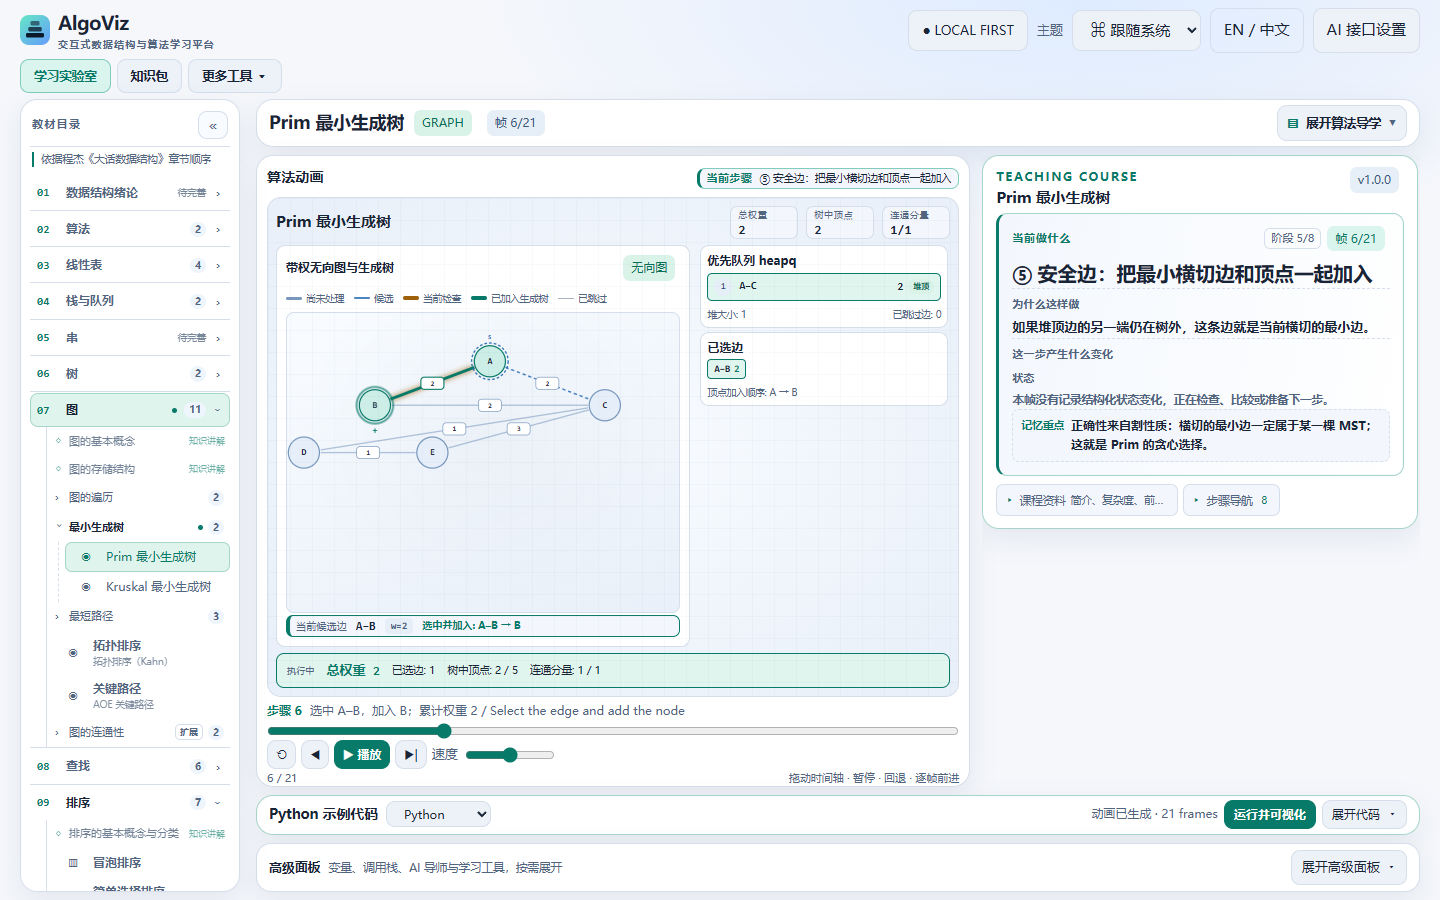 AlgoViz
交互式数据结构与算法学习平台
● LOCAL FIRST
主题
⌘ 跟随系统
EN / 中文
AI 接口设置
学习实验室
知识包
更多工具
教材目录
«
依据程杰《大话数据结构》章节顺序
01 数据结构绪论 待完善 ›
02 算法 2 ›
03 线性表 4 ›
04 栈与队列 2 ›
05 串 待完善 ›
06 树 2 ›
07 图 11
图的基本概念 知识讲解
图的存储结构 知识讲解
图的遍历 2
最小生成树 2
Prim 最小生成树
Kruskal 最小生成树
最短路径 3
拓扑排序
拓扑排序（Kahn）
关键路径
AOE 关键路径
图的连通性 扩展 2
08 查找 6 ›
09 排序 7
排序的基本概念与分类 知识讲解
冒泡排序
简单选择排序
Prim 最小生成树
GRAPH
帧 6/21
展开算法导学 ▼
算法动画
当前步骤 ⑤ 安全边：把最小横切边和顶点一起加入
Prim 最小生成树
总权重
2
树中顶点
2
连通分量
1/1
带权无向图与生成树
无向图
尚未处理
候选
当前检查
已加入生成树
已跳过
5
A
2
2
B
2
C
+
1
3
D
1
E
当前候选边 A–B w=2 选中并加入: A–B → B
优先队列 heapq
1 A–C 2 堆顶
堆大小: 1
已跳过边: 0
已选边
A–B 2
顶点加入顺序: A → B
执行中 总权重 2 已选边: 1 树中顶点: 2 / 5 连通分量: 1 / 1
步骤 6 选中 A–B，加入 B；累计权重 2 / Select the edge and add the node
▶ 播放
速度
6 / 21
拖动时间轴 · 暂停 · 回退 · 逐帧前进
TEACHING COURSE
v1.0.0
Prim 最小生成树
当前做什么
阶段 5/8
帧 6/21
⑤ 安全边：把最小横切边和顶点一起加入
为什么这样做
如果堆顶边的另一端仍在树外，这条边就是当前横切的最小边。
这一步产生什么变化
状态
本帧没有记录结构化状态变化，正在检查、比较或准备下一步。
记忆重点 正确性来自割性质：横切的最小边一定属于某一棵 MST；
这就是 Prim 的贪心选择。
课程资料 简介、复杂度、前...
步骤导航 8
Python 示例代码
Python
动画已生成 · 21 frames
运行并可视化
展开代码
高级面板 变量、调用栈、AI 导师与学习工具，按需展开
展开高级面板